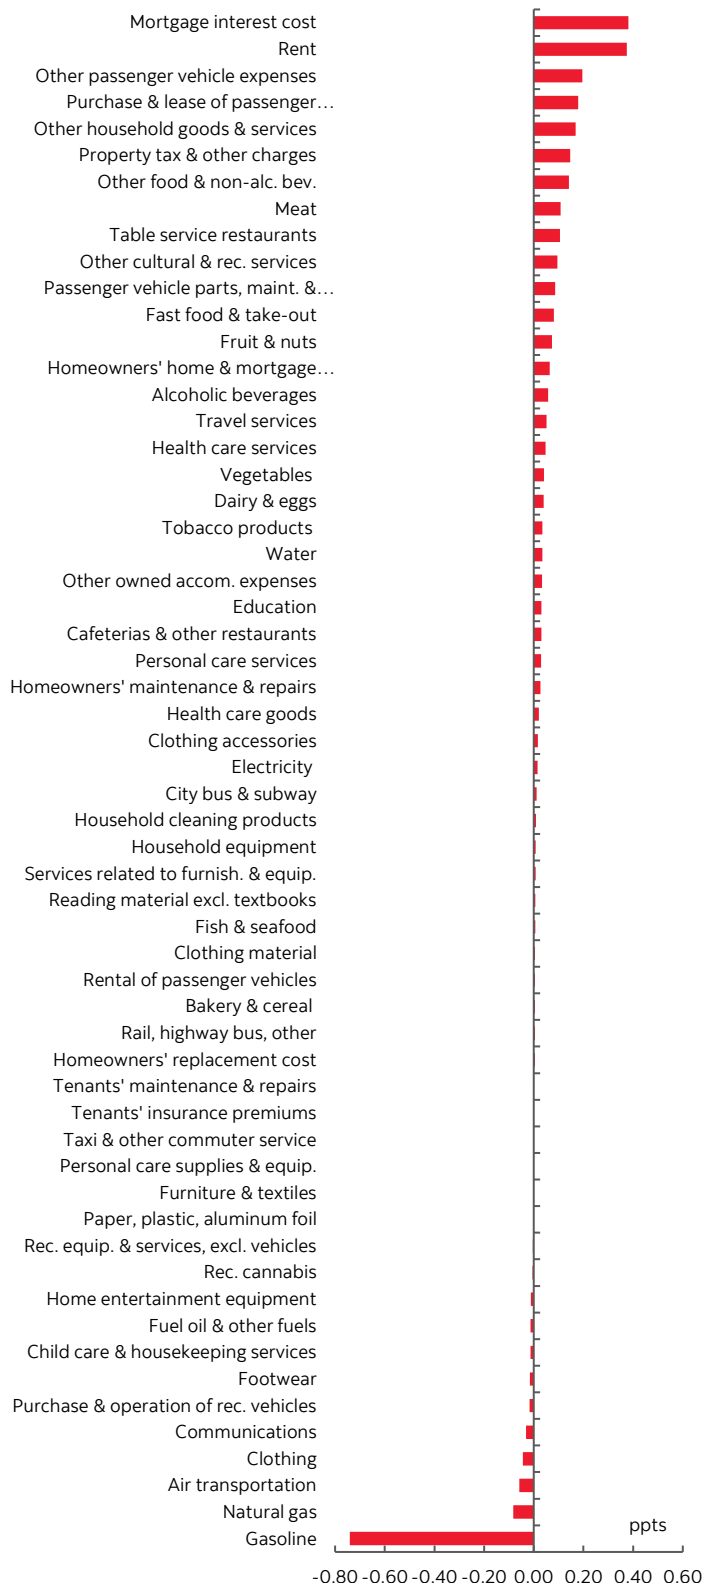 Mortgage interest cost
Rent
Other passenger vehicle expenses
Purchase & lease of passenger…
Other household goods & services
Property tax & other charges
Other food & non-alc. bev.
Meat
Table service restaurants
Other cultural & rec. services
Passenger vehicle parts, maint. &…
Fast food & take-out
Fruit & nuts
Homeowners' home & mortgage…
Alcoholic beverages
Travel services
Health care services
Vegetables
Dairy & eggs
Tobacco products
Water
Other owned accom. expenses
Education
Cafeterias & other restaurants
Personal care services
Homeowners' maintenance & repairs
Health care goods
Clothing accessories
Electricity
City bus & subway
Household cleaning products
Household equipment
Services related to furnish. & equip.
Reading material excl. textbooks
Fish & seafood
Clothing material
Rental of passenger vehicles
Bakery & cereal
Rail, highway bus, other
Homeowners' replacement cost
Tenants' maintenance & repairs
Tenants' insurance premiums
Taxi & other commuter service
Personal care supplies & equip.
Furniture & textiles
Paper, plastic, aluminum foil
Rec. equip. & services, excl. vehicles
Rec. cannabis
Home entertainment equipment
Fuel oil & other fuels
Child care & housekeeping services
Footwear
Purchase & operation of rec. vehicles
Communications
Clothing
Air transportation
Natural gas
ppts
Gasoline
-0.80 -0.60 -0.40 -0.20 0.00 0.20 0.40 0.60